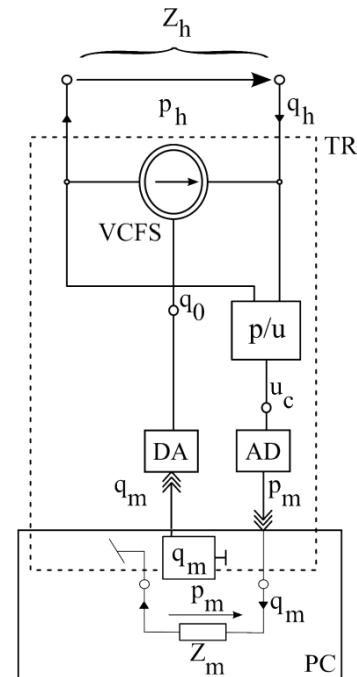 Z_h
p_h q_h
TR
VCFS
q_0
p/u
u_c
DA AD
q_m p_m
q_m
p_m q_m
Z_m
PC